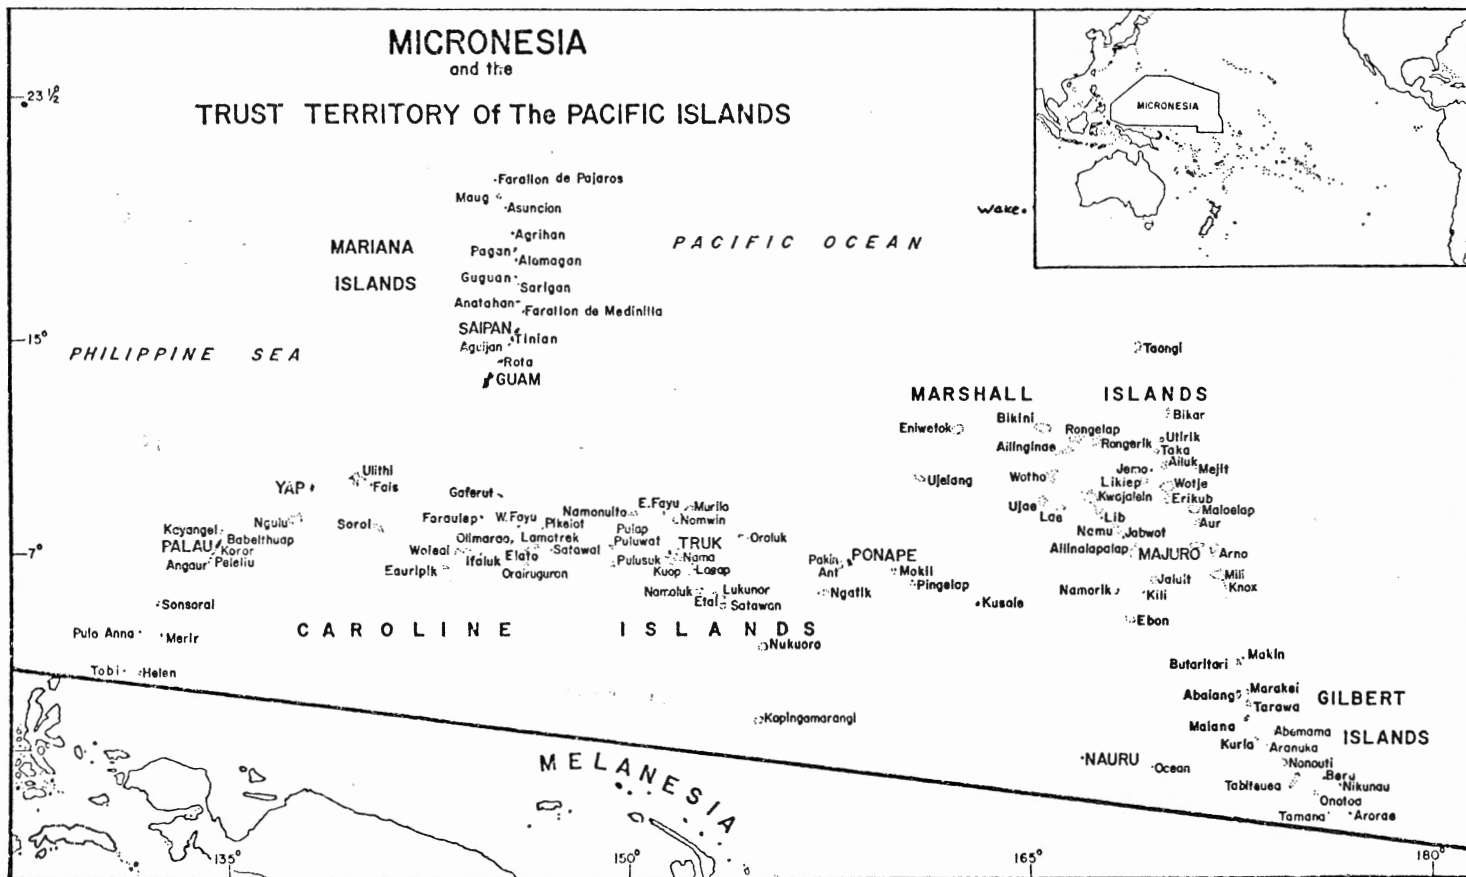 MICRONESIA
and the
TRUST TERRITORY Of The PACIFIC ISLANDS
23 1/2°
15°
7°
MICRONESIA
Wake
PACIFIC OCEAN
PHILIPPINE SEA
MARIANA
ISLANDS
Farallon de Pajaros
Maug
Asuncion
Agrihan
Pagan
Alamagan
Guguan
Sarigan
Anatahan
Farallon de Medinilla
SAIPAN
Tinian
Aguijan
Rota
GUAM
MARSHALL ISLANDS
Taongi
Bikar
Bikini
Eniwetok
Rongelap
Utirik
Ailinginae
Rongerik
Taka
Ailuk
Jemo
Mejit
Ujelang
Wotho
Likiep
Wotje
Kwajalein
Erikub
Ujae
Maloelap
Lae
Lib
Aur
Namu
Jabwot
Ailinalapalap
MAJURO
Arno
Jaluit
Mili
Namorik
Kili
Knox
Ebon
YAP
Ulithi
Fais
Ngulu
Sorol
Gaferut
Faraulep
W. Fayu
Pikelot
Namonuito
E. Fayu
Murilo
Nomwin
Kayangel
PALAU
Babelthuap
Koror
Angaur
Peleliu
Olimarao,
Lamotrek
Woleai
Ifaluk
Elato
Satawal
Eauripik
Orairuguron
Pulap
Puluwat
TRUK
Oroluk
Pulusuk
Nama
Kuop
Losap
Namoluk
Lukunor
Etal
Satawan
Pakin
PONAPE
Ant
Mokil
Ngatik
Pingelap
Kusaie
Sonsoral
Pulo Anna
Merir
Tobi
Helen
CAROLINE ISLANDS
Nukuoro
Kapingamarangi
Butaritari
Makin
Abaiang
Marakei
Tarawa
GILBERT
ISLANDS
Maiana
Abemama
Kuria
Aranuka
Nonouti
Beru
Tabiteuea
Nikunau
Onotoa
Tamana
Arorae
NAURU
Ocean
MELANESIA
135°
150°
165°
180°